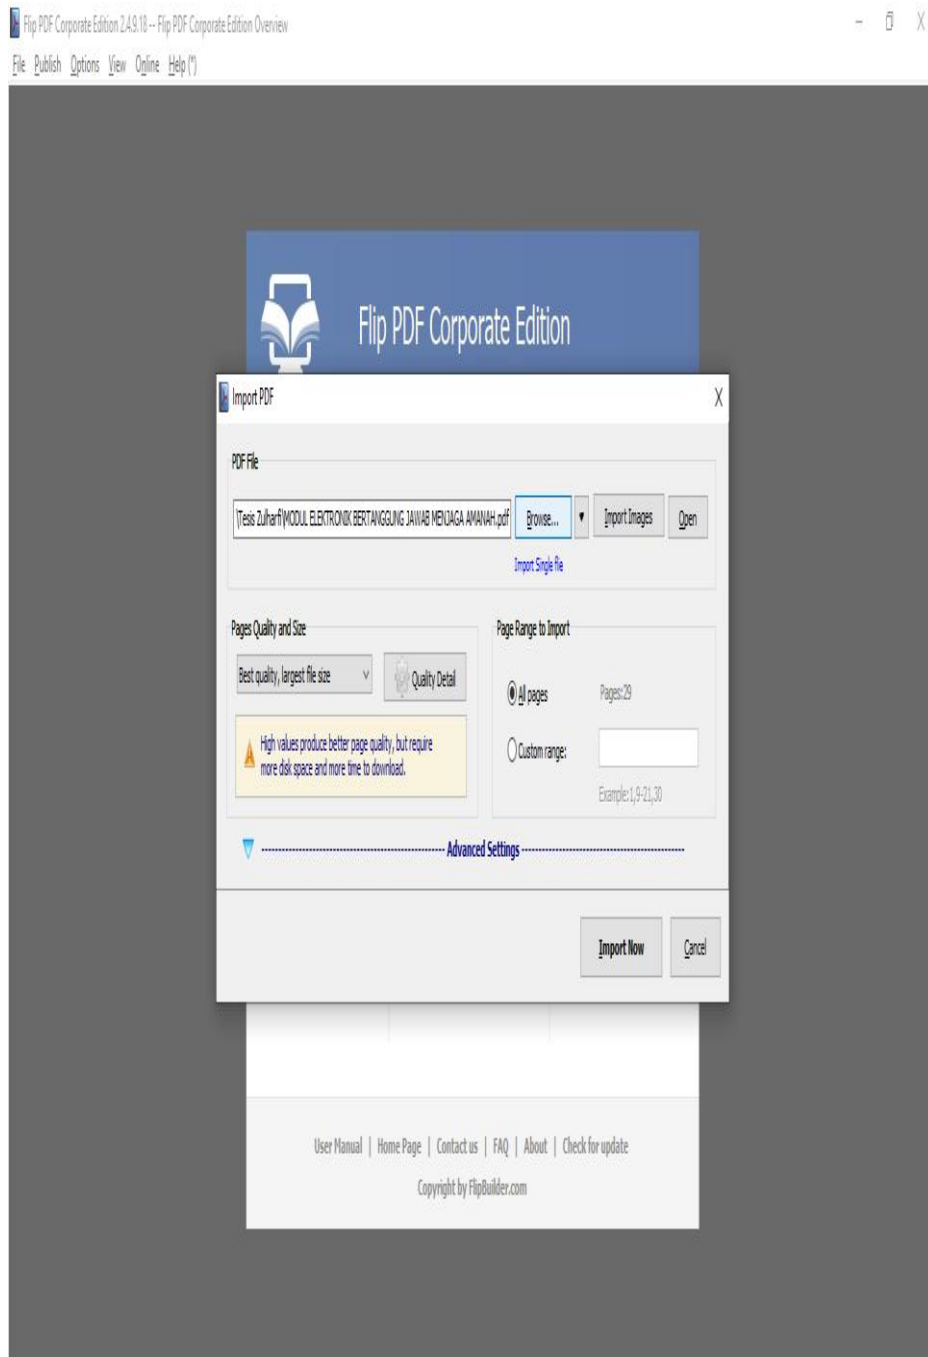 Flip PDF Corporate Edition 2.4.9.18 -- Flip PDF Corporate Edition Overview
File Publish Options View Online Help (*)
Flip PDF Corporate Edition
Import PDF
PDF File
\Tesis Zulharfi\MODUL ELEKTRONIK BERTANGGUNG JAWAB MENJAGA AMANAH.pdf Browse... Import Images Open
Import Single file
Pages Quality and Size
Best quality, largest file size Quality Detail
High values produce better page quality, but require
more disk space and more time to download.
Page Range to Import
All pages Pages:29
Custom range:
Example:1,9-21,30
Advanced Settings
Import Now Cancel
User Manual | Home Page | Contact us | FAQ | About | Check for update
Copyright by FlipBuilder.com